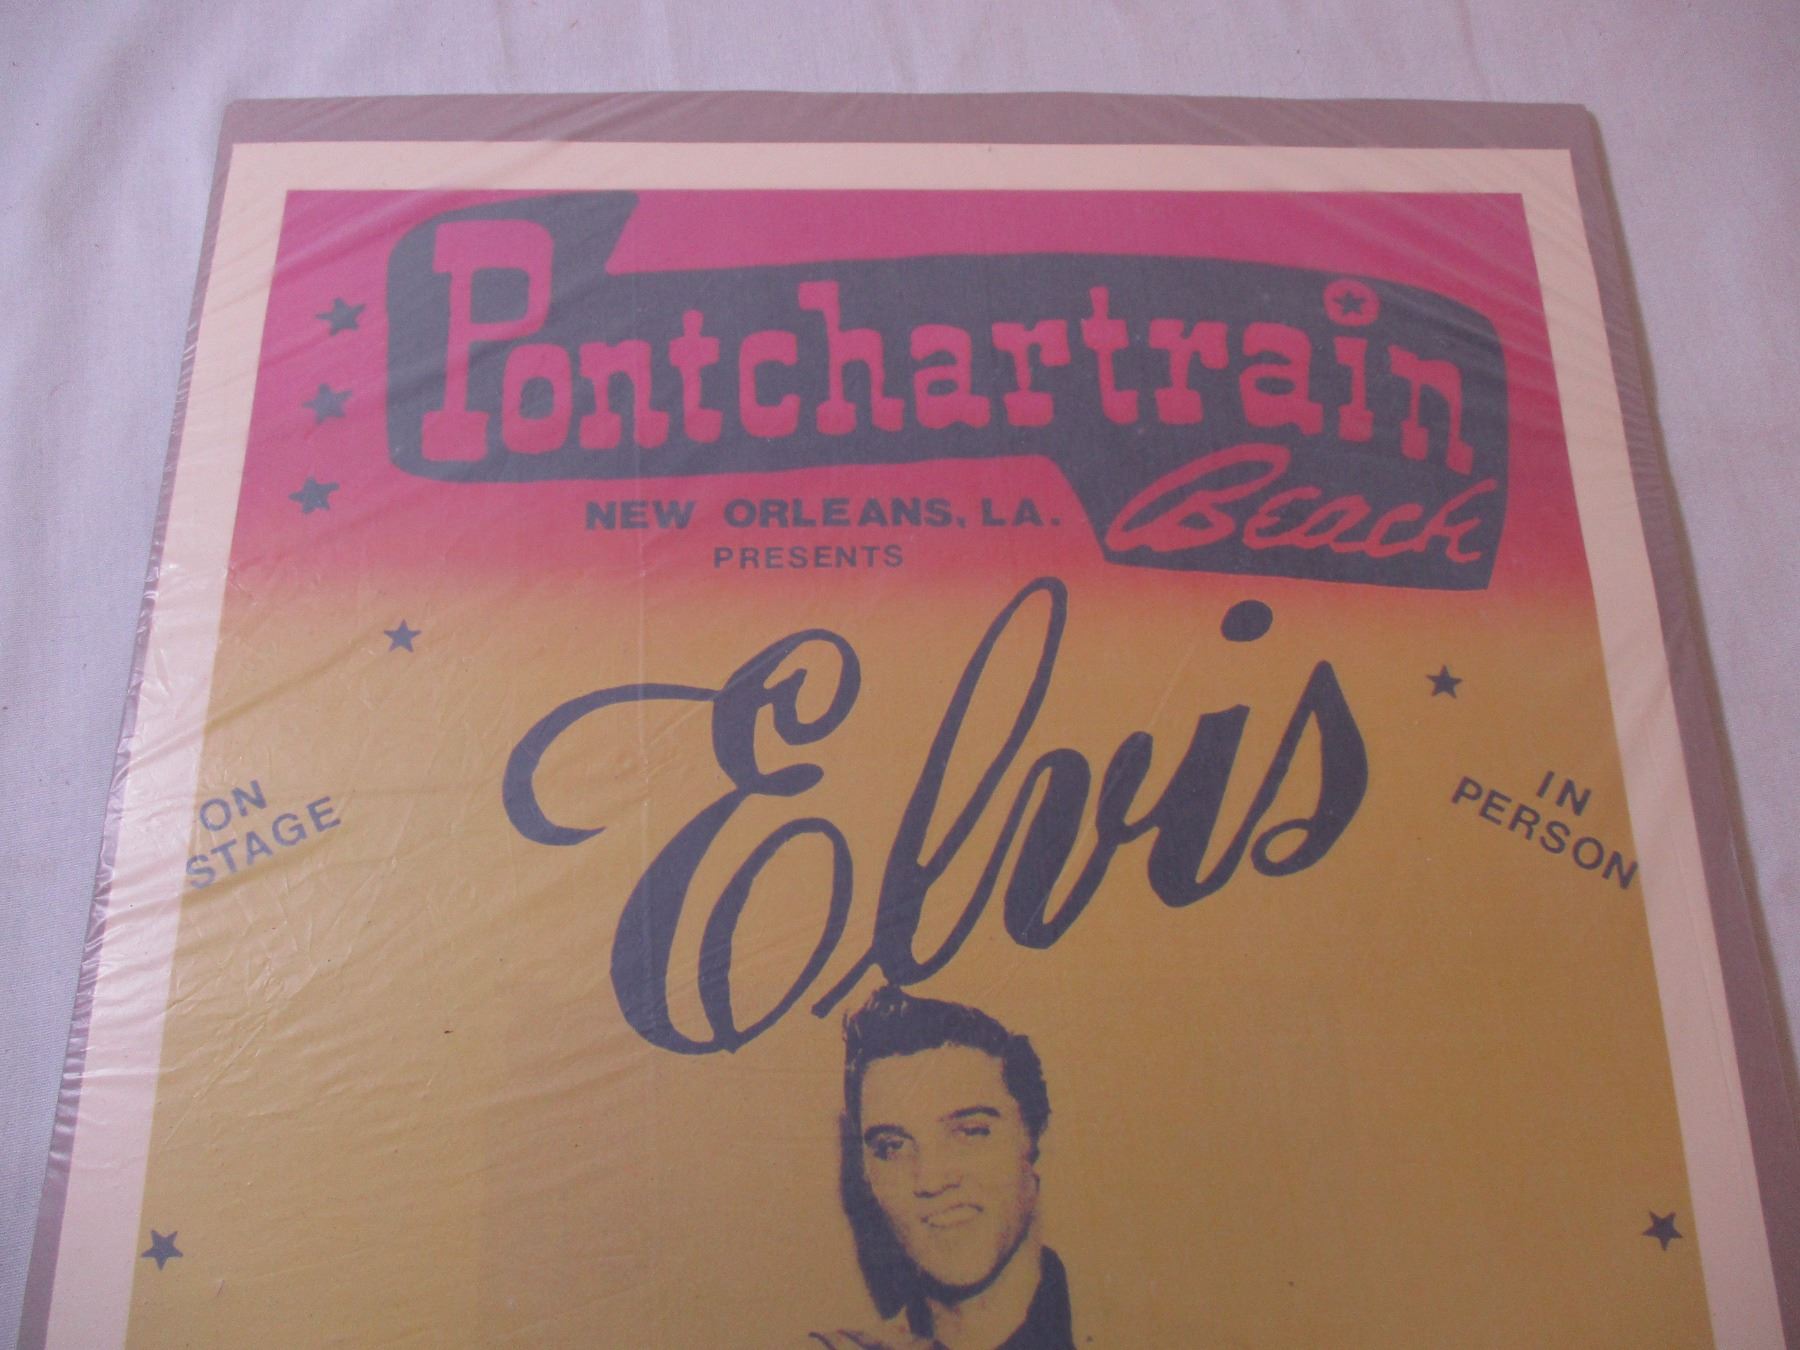 Pontchartrain
Beach
NEW ORLEANS, LA.
PRESENTS
Elvis
ON
STAGE
IN
PERSON